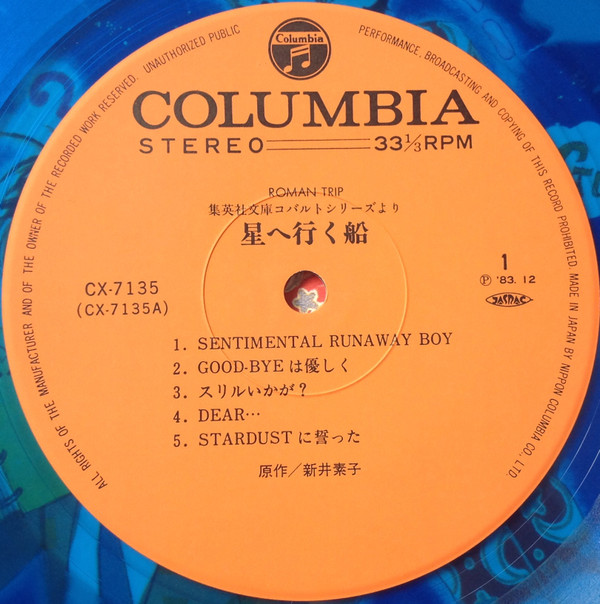 ALL RIGHTS OF THE MANUFACTURER AND OF THE OWNER OF THE RECORDED WORK RESERVED. UNAUTHORIZED PUBLIC PERFORMANCE, BROADCASTING AND COPYING OF THIS RECORD PROHIBITED. MADE IN JAPAN BY NIPPON COLUMBIA CO., LTD.
Columbia
COLUMBIA
STEREO 33 1/3 RPM
ROMAN TRIP
集英社文庫コバルトシリーズより
星へ行く船
CX-7135
(CX-7135A)
1
Ⓟ '83. 12
JASRAC
1. SENTIMENTAL RUNAWAY BOY
2. GOOD-BYEは優しく
3. スリルいかが?
4. DEAR…
5. STARDUSTに誓った
原作/新井素子